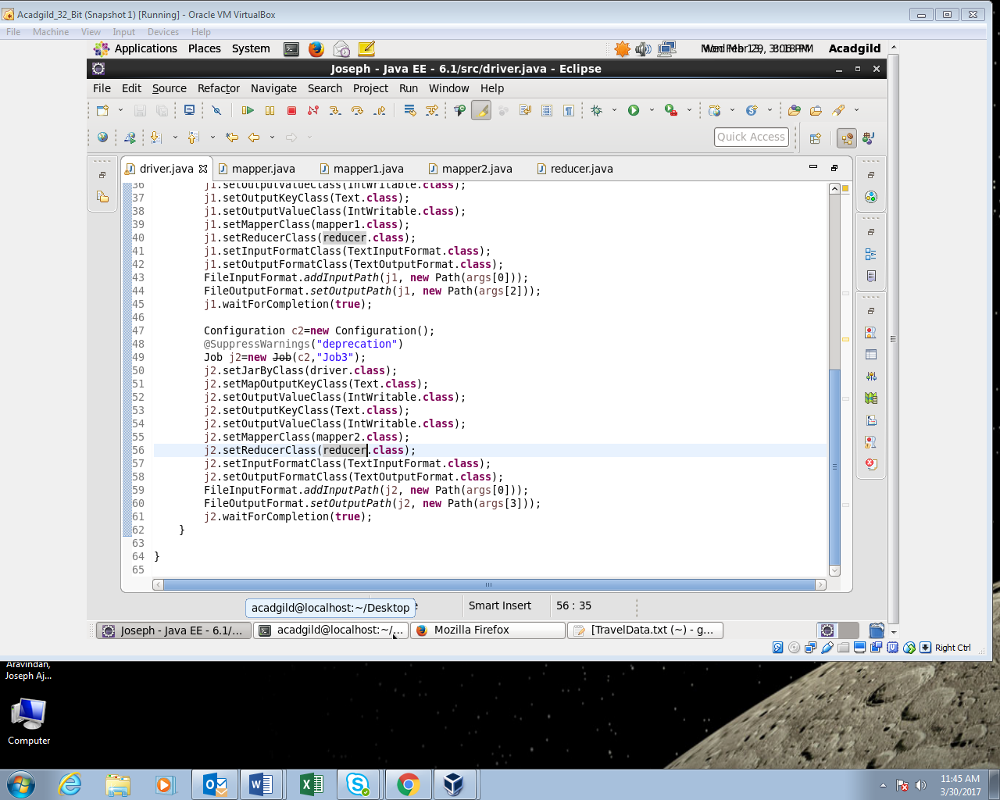 Acadgild_32_Bit (Snapshot 1) [Running] - Oracle VM VirtualBox
File Machine View Input Devices Help
Applications Places System
Acadgild
Joseph - Java EE - 6.1/src/driver.java - Eclipse
File Edit Source Refactor Navigate Search Project Run Window Help
Quick Access
driver.java mapper.java mapper1.java mapper2.java reducer.java
36 j1.setOutputValueClass(IntWritable.class);
37 j1.setOutputKeyClass(Text.class);
38 j1.setOutputValueClass(IntWritable.class);
39 j1.setMapperClass(mapper1.class);
40 j1.setReducerClass(reducer.class);
41 j1.setInputFormatClass(TextInputFormat.class);
42 j1.setOutputFormatClass(TextOutputFormat.class);
43 FileInputFormat.addInputPath(j1, new Path(args[0]));
44 FileOutputFormat.setOutputPath(j1, new Path(args[2]));
45 j1.waitForCompletion(true);
46
47 Configuration c2=new Configuration();
48 @SuppressWarnings("deprecation")
49 Job j2=new Job(c2,"Job3");
50 j2.setJarByClass(driver.class);
51 j2.setMapOutputKeyClass(Text.class);
52 j2.setOutputValueClass(IntWritable.class);
53 j2.setOutputKeyClass(Text.class);
54 j2.setOutputValueClass(IntWritable.class);
55 j2.setMapperClass(mapper2.class);
56 j2.setReducerClass(reducer.class);
57 j2.setInputFormatClass(TextInputFormat.class);
58 j2.setOutputFormatClass(TextOutputFormat.class);
59 FileInputFormat.addInputPath(j2, new Path(args[0]));
60 FileOutputFormat.setOutputPath(j2, new Path(args[3]));
61 j2.waitForCompletion(true);
62 }
63
64 }
65
acadgild@localhost:~/Desktop
Smart Insert 56 : 35
Joseph - Java EE - 6.1/... acadgild@localhost:~/... Mozilla Firefox [TravelData.txt (~) - g...
Right Ctrl
Aravindan,
Joseph Aj...
Computer
11:45 AM
3/30/2017